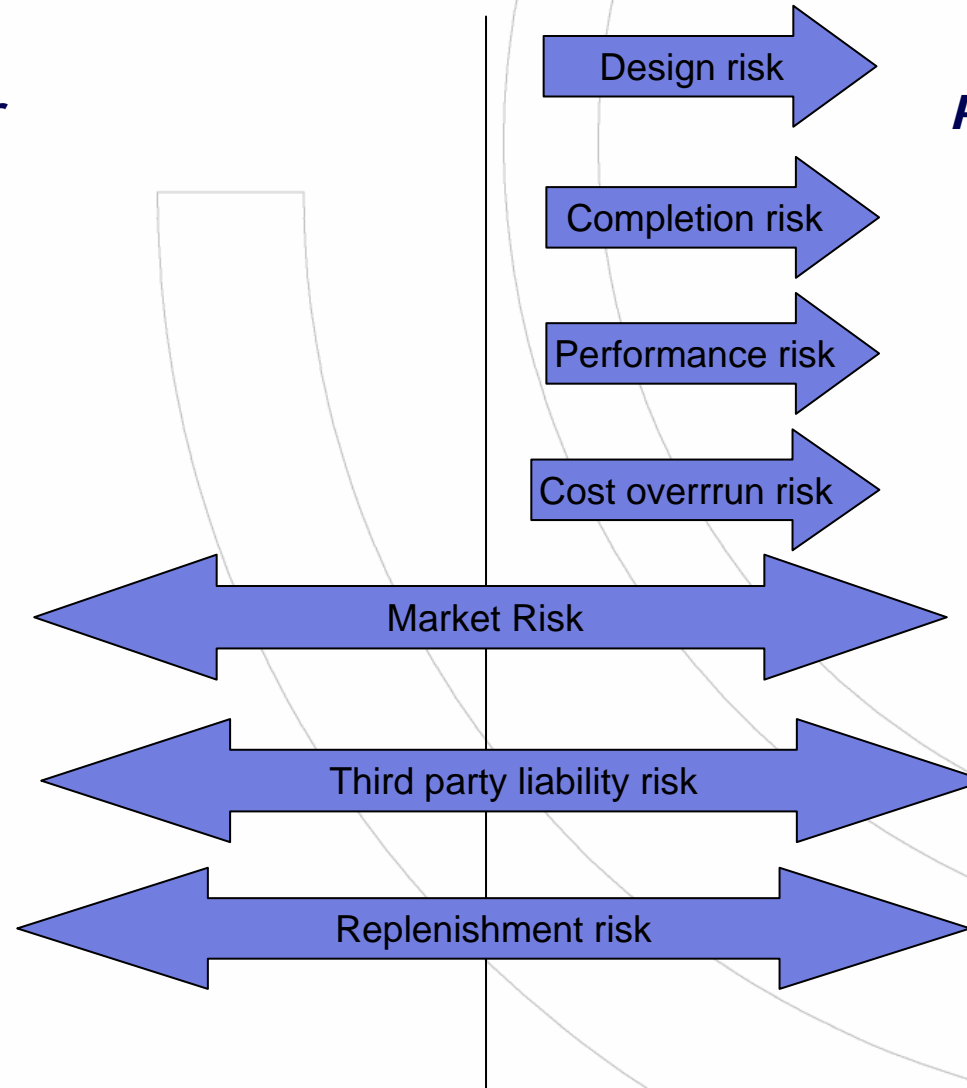 Design risk
Completion risk
Performance risk
Cost overrrun risk
Market Risk
Third party liability risk
Replenishment risk